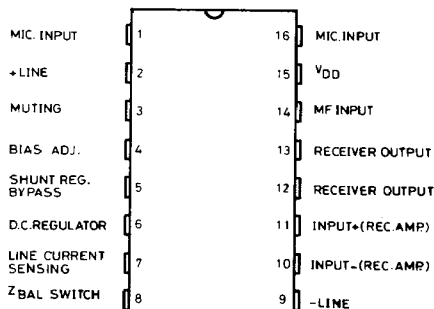 MIC. INPUT 1 16 MIC. INPUT
+LINE 2 15 VDD
MUTING 3 14 MF INPUT
BIAS ADJ. 4 13 RECEIVER OUTPUT
SHUNT REG.
BYPASS 5 12 RECEIVER OUTPUT
D.C. REGULATOR 6 11 INPUT+(REC.AMP.)
LINE CURRENT
SENSING 7 10 INPUT-(REC.AMP.)
ZBAL SWITCH 8 9 -LINE